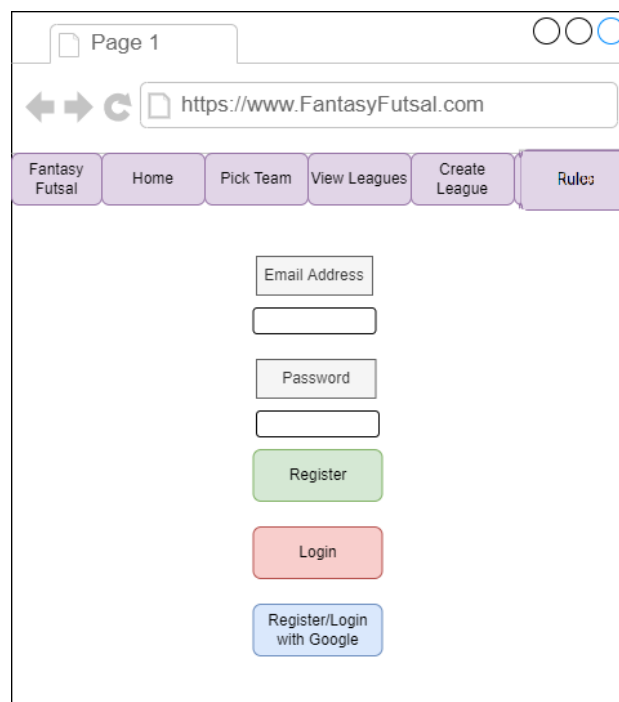 Page 1
https://www.FantasyFutsal.com
Fantasy
Futsal
Home
Pick Team
View Leagues
Create
League
Rules
Email Address
Password
Register
Login
Register/Login
with Google